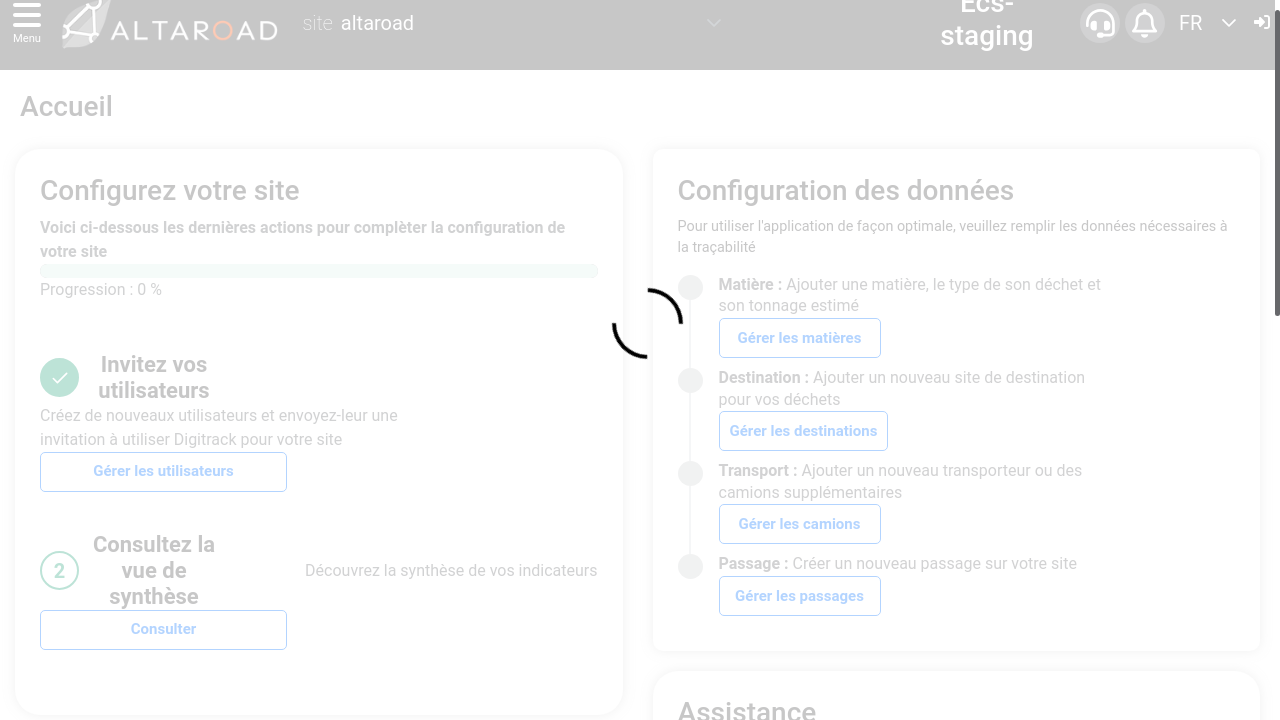 Menu
ALTAROAD
site altaroad
Ecs-
staging
FR
Accueil
Configurez votre site
Voici ci-dessous les dernières actions pour complèter la configuration de
votre site
Progression : 0 %
Invitez vos
utilisateurs
Créez de nouveaux utilisateurs et envoyez-leur une
invitation à utiliser Digitrack pour votre site
Gérer les utilisateurs
2
Consultez la
vue de
synthèse
Découvrez la synthèse de vos indicateurs
Consulter
Configuration des données
Pour utiliser l'application de façon optimale, veuillez remplir les données nécessaires à
la traçabilité
Matière : Ajouter une matière, le type de son déchet et
son tonnage estimé
Gérer les matières
Destination : Ajouter un nouveau site de destination
pour vos déchets
Gérer les destinations
Transport : Ajouter un nouveau transporteur ou des
camions supplémentaires
Gérer les camions
Passage : Créer un nouveau passage sur votre site
Gérer les passages
Assistance